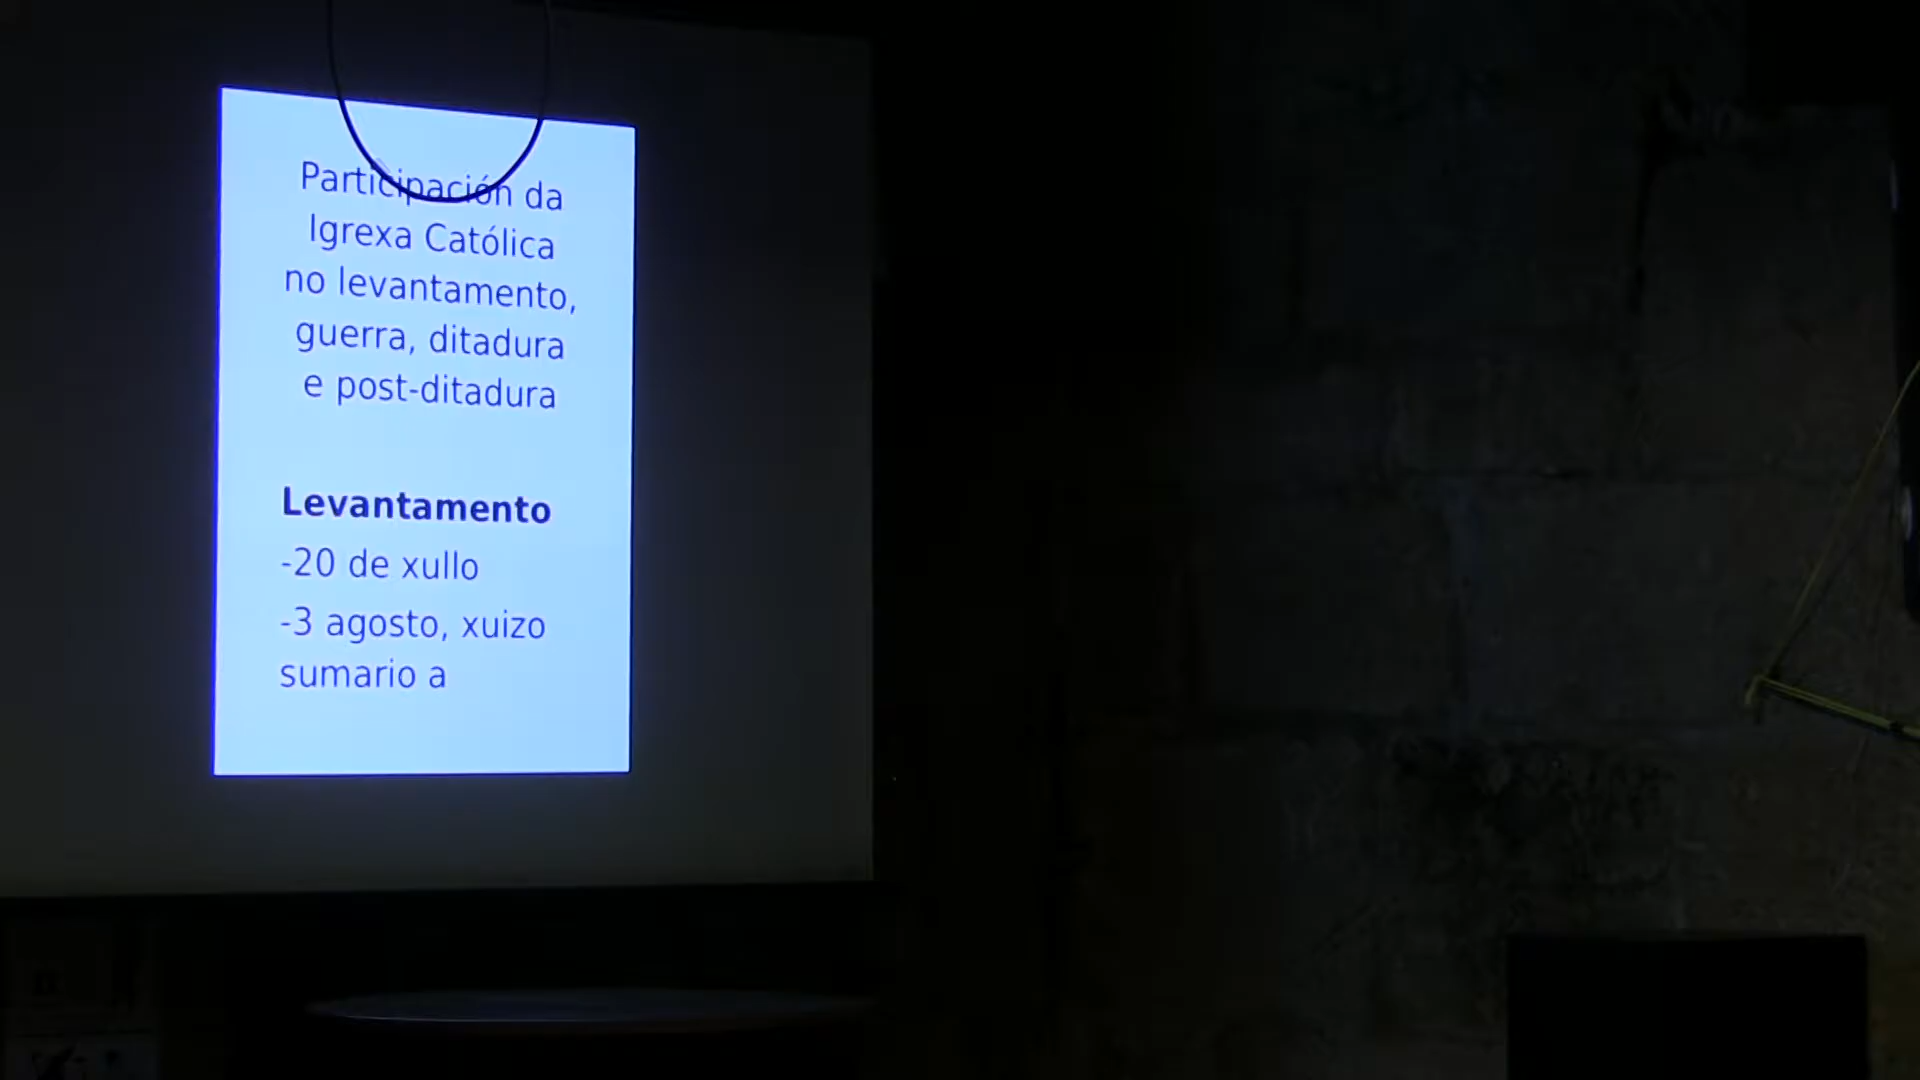 Participación da
Igrexa Católica
no levantamento,
guerra, ditadura
e post-ditadura
Levantamento
-20 de xullo
-3 agosto, xuizo
sumario a